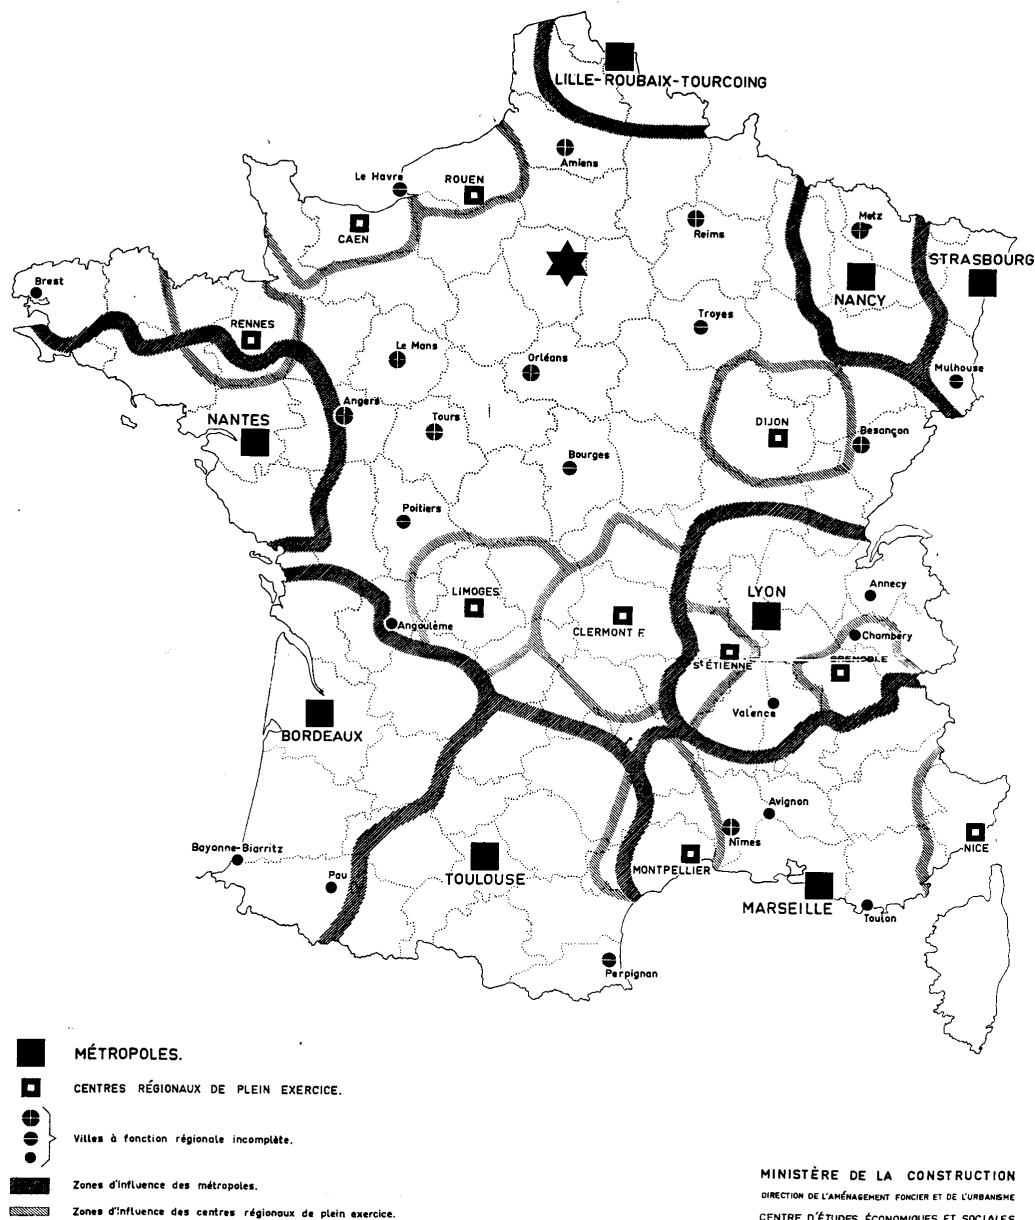 LILLE-ROUBAIX-TOURCOING
Amiens
Le Havre
ROUEN
CAEN
Reims
Metz
STRASBOURG
NANCY
Brest
RENNES
Le Mans
Orléans
Troyes
Mulhouse
Angers
NANTES
Tours
DIJON
Besançon
Bourges
Poitiers
LIMOGES
CLERMONT F.
LYON
Annecy
Angoulème
Chambéry
St ÉTIENNE
GRENOBLE
Valence
BORDEAUX
Avignon
Nîmes
NICE
Bayonne-Biarritz
Pau
TOULOUSE
MONTPELLIER
MARSEILLE
Toulon
Perpignan
MÉTROPOLES.
CENTRES RÉGIONAUX DE PLEIN EXERCICE.
Villes à fonction régionale incomplète.
Zones d'influence des métropoles.
Zones d'influence des centres régionaux de plein exercice.
MINISTÈRE DE LA CONSTRUCTION
DIRECTION DE L'AMÉNAGEMENT FONCIER ET DE L'URBANISME
CENTRE D'ÉTUDES ÉCONOMIQUES ET SOCIALES